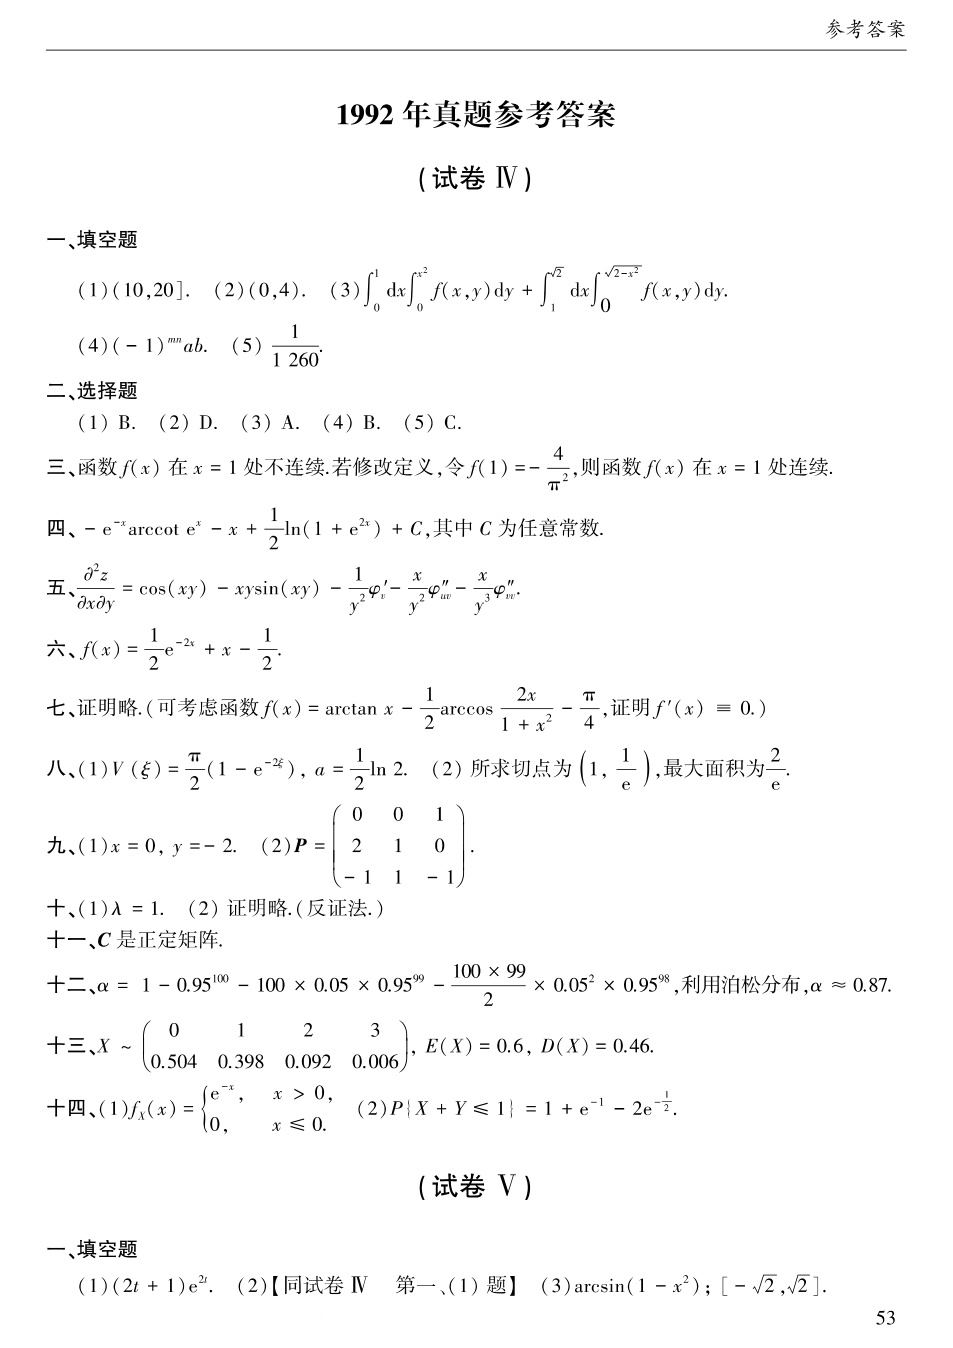 参考答案
1992 年真题参考答案
(试卷 Ⅳ)
一、填空题
(1)(10,20]. (2)(0,4). (3)∫₀¹dx∫₀^{x²}f(x,y)dy + ∫₁^{√2}dx∫₀^{√(2-x²)}f(x,y)dy.
(4)(-1)^{mn}ab. (5) 1/1 260.
二、选择题
(1) B. (2) D. (3) A. (4) B. (5) C.
三、函数 f(x) 在 x = 1 处不连续.若修改定义,令 f(1) = - 4/π²,则函数 f(x) 在 x = 1 处连续.
四、- e^{-x}arccot e^x - x + 1/2 ln(1 + e^{2x}) + C,其中 C 为任意常数.
五、∂²z/∂x∂y = cos(xy) - xysin(xy) - 1/y² φ′_v - x/y² φ″_{uv} - x/y³ φ″_{vv}.
六、f(x) = 1/2 e^{-2x} + x - 1/2.
七、证明略.(可考虑函数 f(x) = arctan x - 1/2 arccos 2x/(1 + x²) - π/4,证明 f′(x) ≡ 0.)
八、(1)V (ξ) = π/2 (1 - e^{-2ξ}), a = 1/2 ln 2. (2) 所求切点为 (1, 1/e),最大面积为 2/e.
九、(1)x = 0, y = - 2. (2)P = (0 0 1; 2 1 0; -1 1 -1).
十、(1)λ = 1. (2) 证明略.(反证法.)
十一、C 是正定矩阵.
十二、α = 1 - 0.95^{100} - 100 × 0.05 × 0.95^{99} - (100 × 99)/2 × 0.05² × 0.95^{98},利用泊松分布,α ≈ 0.87.
十三、X ~ (0 1 2 3; 0.504 0.398 0.092 0.006), E(X) = 0.6, D(X) = 0.46.
十四、(1)f_X(x) = {e^{-x}, x > 0, 0, x ≤ 0. (2)P{X + Y ≤ 1} = 1 + e^{-1} - 2e^{-1/2}.
(试卷 Ⅴ)
一、填空题
(1)(2t + 1)e^{2t}. (2)【同试卷 Ⅳ 第一、(1) 题】 (3)arcsin(1 - x²); [-√2,√2].
53